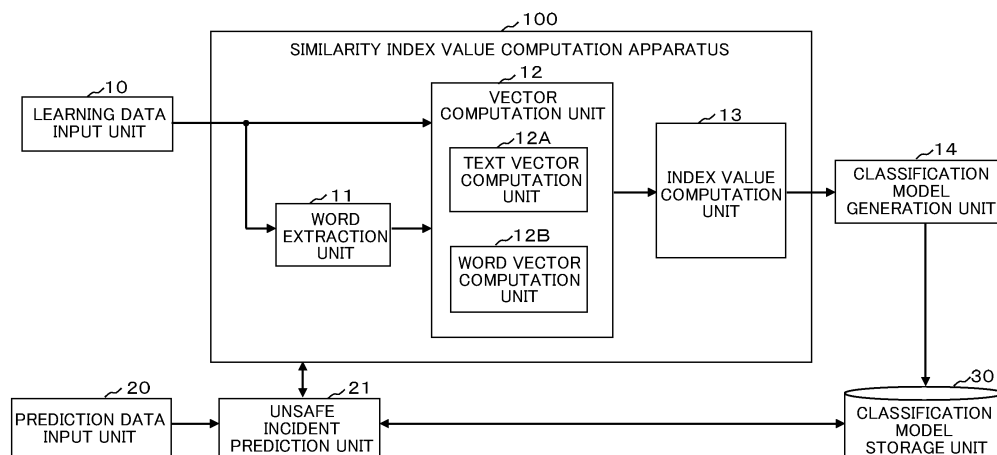 100
SIMILARITY INDEX VALUE COMPUTATION APPARATUS
10
LEARNING DATA
INPUT UNIT
11
WORD
EXTRACTION
UNIT
12
VECTOR
COMPUTATION UNIT
12A
TEXT VECTOR
COMPUTATION
UNIT
12B
WORD VECTOR
COMPUTATION
UNIT
13
INDEX VALUE
COMPUTATION
UNIT
14
CLASSIFICATION
MODEL
GENERATION UNIT
20
PREDICTION DATA
INPUT UNIT
21
UNSAFE
INCIDENT
PREDICTION UNIT
30
CLASSIFICATION
MODEL
STORAGE UNIT